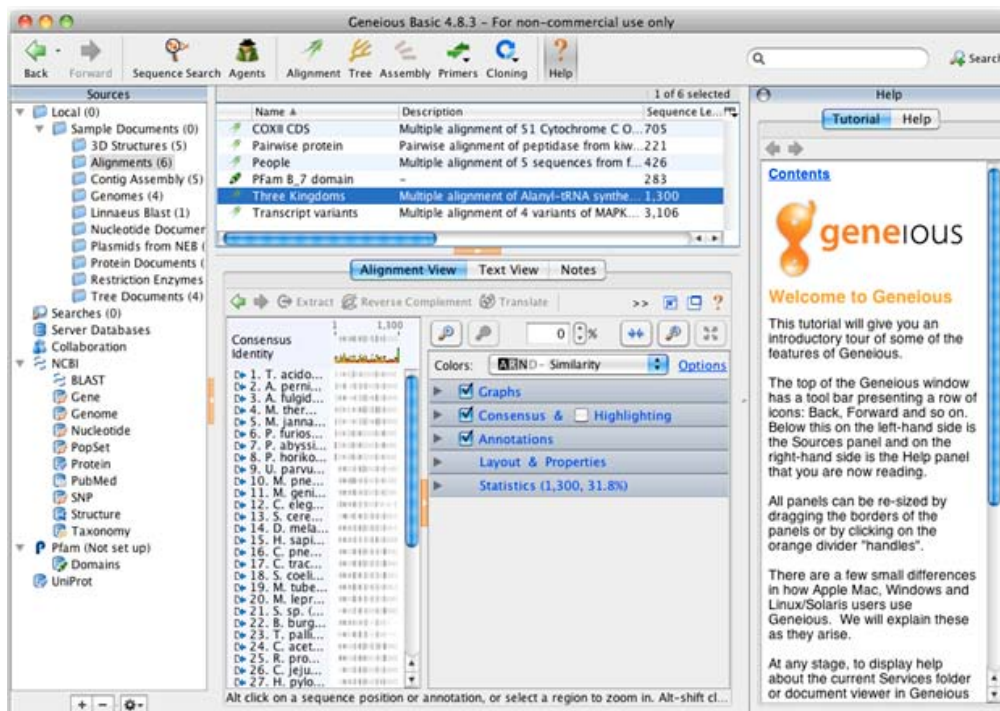 Geneious Basic 4.8.3 – For non-commercial use only
Back Forward Sequence Search Agents Alignment Tree Assembly Primers Cloning Help Search
Sources
Local (0)
Sample Documents (0)
3D Structures (5)
Alignments (6)
Contig Assembly (5)
Genomes (4)
Linnaeus Blast (1)
Nucleotide Documen
Plasmids from NEB (
Protein Documents (
Restriction Enzymes
Tree Documents (4)
Searches (0)
Server Databases
Collaboration
NCBI
BLAST
Gene
Genome
Nucleotide
PopSet
Protein
PubMed
SNP
Structure
Taxonomy
Pfam (Not set up)
Domains
UniProt
+ −
1 of 6 selected
Name Description Sequence Le...
COXII CDS Multiple alignment of 51 Cytochrome C O... 705
Pairwise protein Pairwise alignment of peptidase from kiw... 221
People Multiple alignment of 5 sequences from f... 426
PFam B_7 domain – 283
Three Kingdoms Multiple alignment of Alanyl-tRNA synthe... 1,300
Transcript variants Multiple alignment of 4 variants of MAPK... 3,106
Alignment View Text View Notes
Extract Reverse Complement Translate >> ?
1 1,300
Consensus
Identity
1. T. acido...
2. A. perni...
3. A. fulgid...
4. M. ther...
5. M. janna...
6. P. furios...
7. P. abyssi...
8. P. horiko...
9. U. parvu...
10. M. pne...
11. M. geni...
12. C. eleg...
13. S. cere...
14. D. mela...
15. H. sapi...
16. C. pne...
17. C. trac...
18. S. coeli...
19. M. tube...
20. M. lepr...
21. S. sp. (...
22. B. burg...
23. T. palli...
24. C. acet...
25. R. pro...
26. C. jeju...
27. H. pylo...
0 %
Colors: ARND - Similarity Options
Graphs
Consensus & Highlighting
Annotations
Layout & Properties
Statistics (1,300, 31.8%)
Alt click on a sequence position or annotation, or select a region to zoom in. Alt-shift cl...
Help
Tutorial Help
Contents
geneious
Welcome to Geneious
This tutorial will give you an
introductory tour of some of the
features of Geneious.
The top of the Geneious window
has a tool bar presenting a row of
icons: Back, Forward and so on.
Below this on the left-hand side is
the Sources panel and on the
right-hand side is the Help panel
that you are now reading.
All panels can be re-sized by
dragging the borders of the
panels or by clicking on the
orange divider "handles".
There are a few small differences
in how Apple Mac, Windows and
Linux/Solaris users use
Geneious. We will explain these
as they arise.
At any stage, to display help
about the current Services folder
or document viewer in Geneious